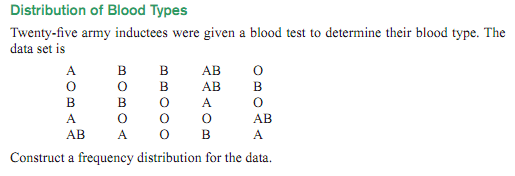 Distribution of Blood Types
Twenty-five army inductees were given a blood test to determine their blood type. The
data set is
A B B AB O
O O B AB B
B B O A O
A O O O AB
AB A O B A
Construct a frequency distribution for the data.